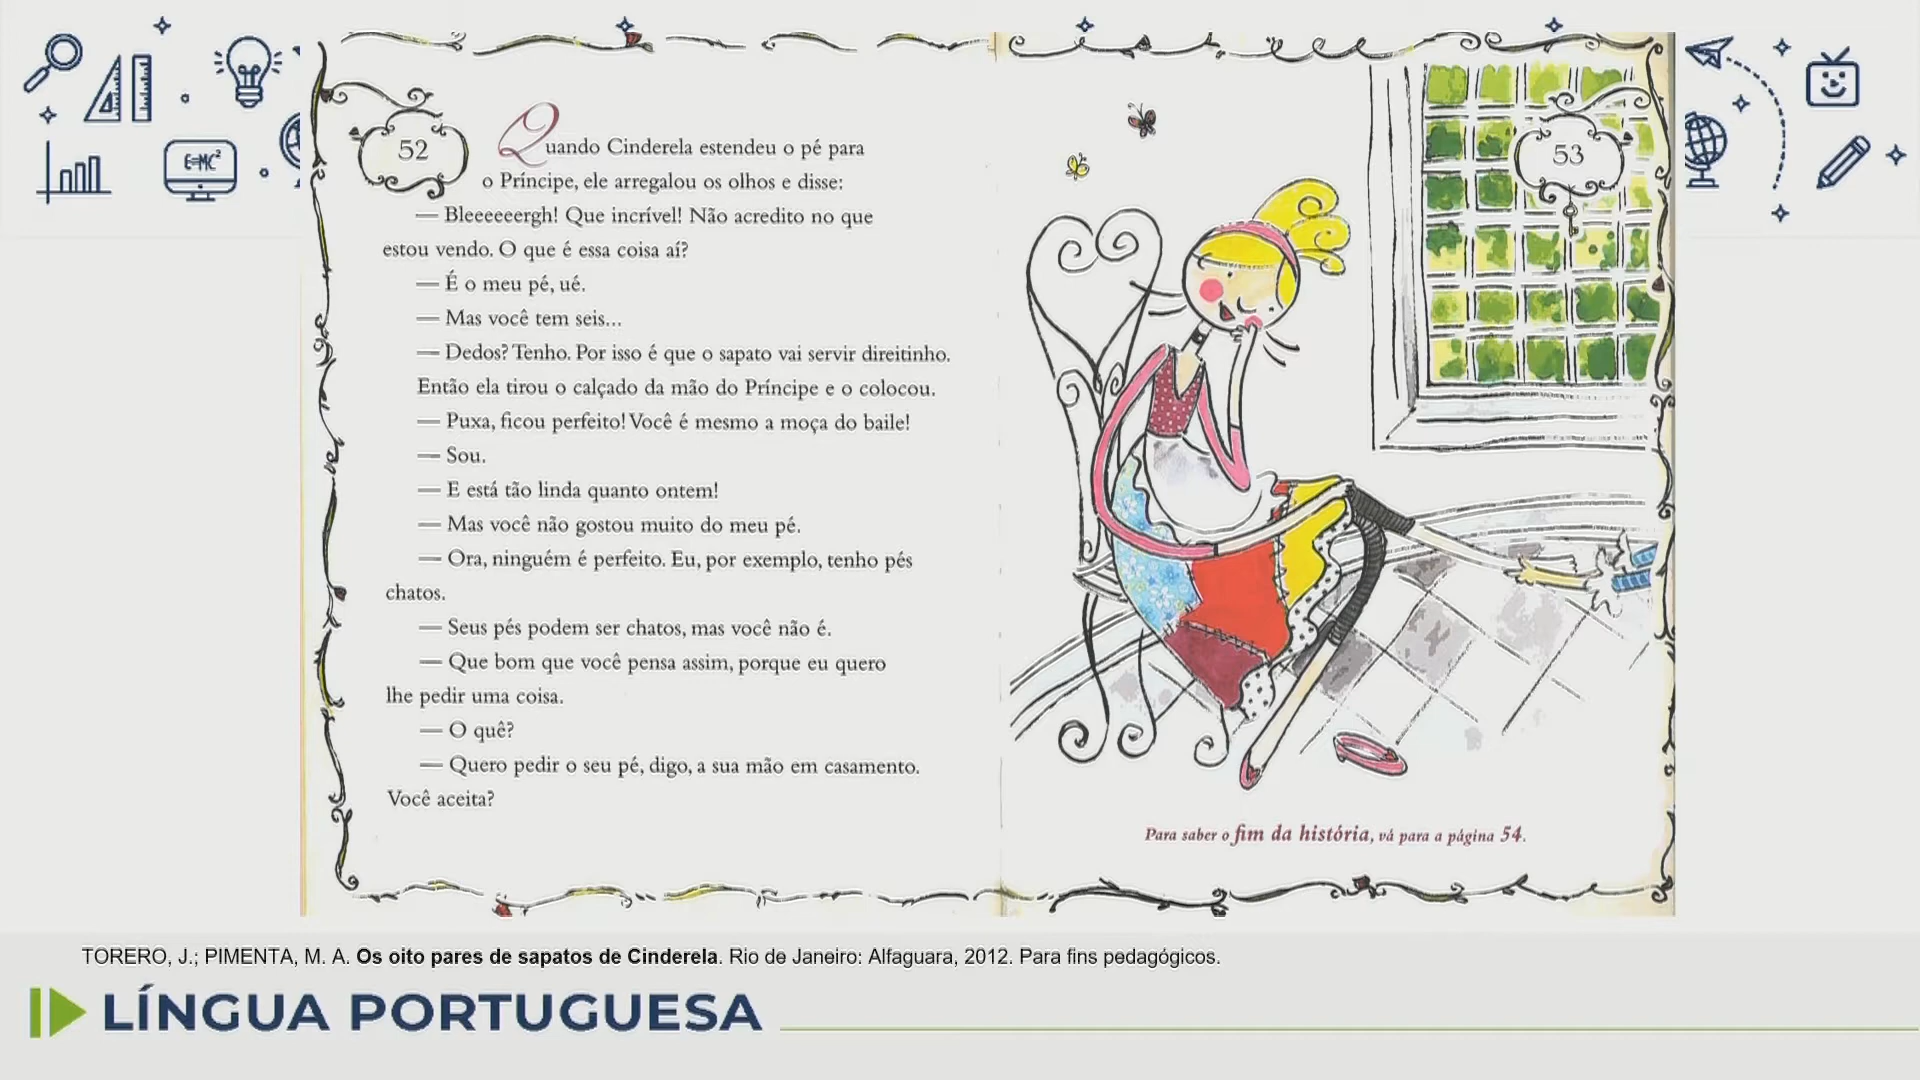 E=MC²
52
Quando Cinderela estendeu o pé para
o Príncipe, ele arregalou os olhos e disse:
— Bleeeeeergh! Que incrível! Não acredito no que
estou vendo. O que é essa coisa aí?
— É o meu pé, ué.
— Mas você tem seis...
— Dedos? Tenho. Por isso é que o sapato vai servir direitinho.
Então ela tirou o calçado da mão do Príncipe e o colocou.
— Puxa, ficou perfeito! Você é mesmo a moça do baile!
— Sou.
— E está tão linda quanto ontem!
— Mas você não gostou muito do meu pé.
— Ora, ninguém é perfeito. Eu, por exemplo, tenho pés
chatos.
— Seus pés podem ser chatos, mas você não é.
— Que bom que você pensa assim, porque eu quero
lhe pedir uma coisa.
— O quê?
— Quero pedir o seu pé, digo, a sua mão em casamento.
Você aceita?
53
Para saber o fim da história, vá para a página 54.
TORERO, J.; PIMENTA, M. A. Os oito pares de sapatos de Cinderela. Rio de Janeiro: Alfaguara, 2012. Para fins pedagógicos.
LÍNGUA PORTUGUESA